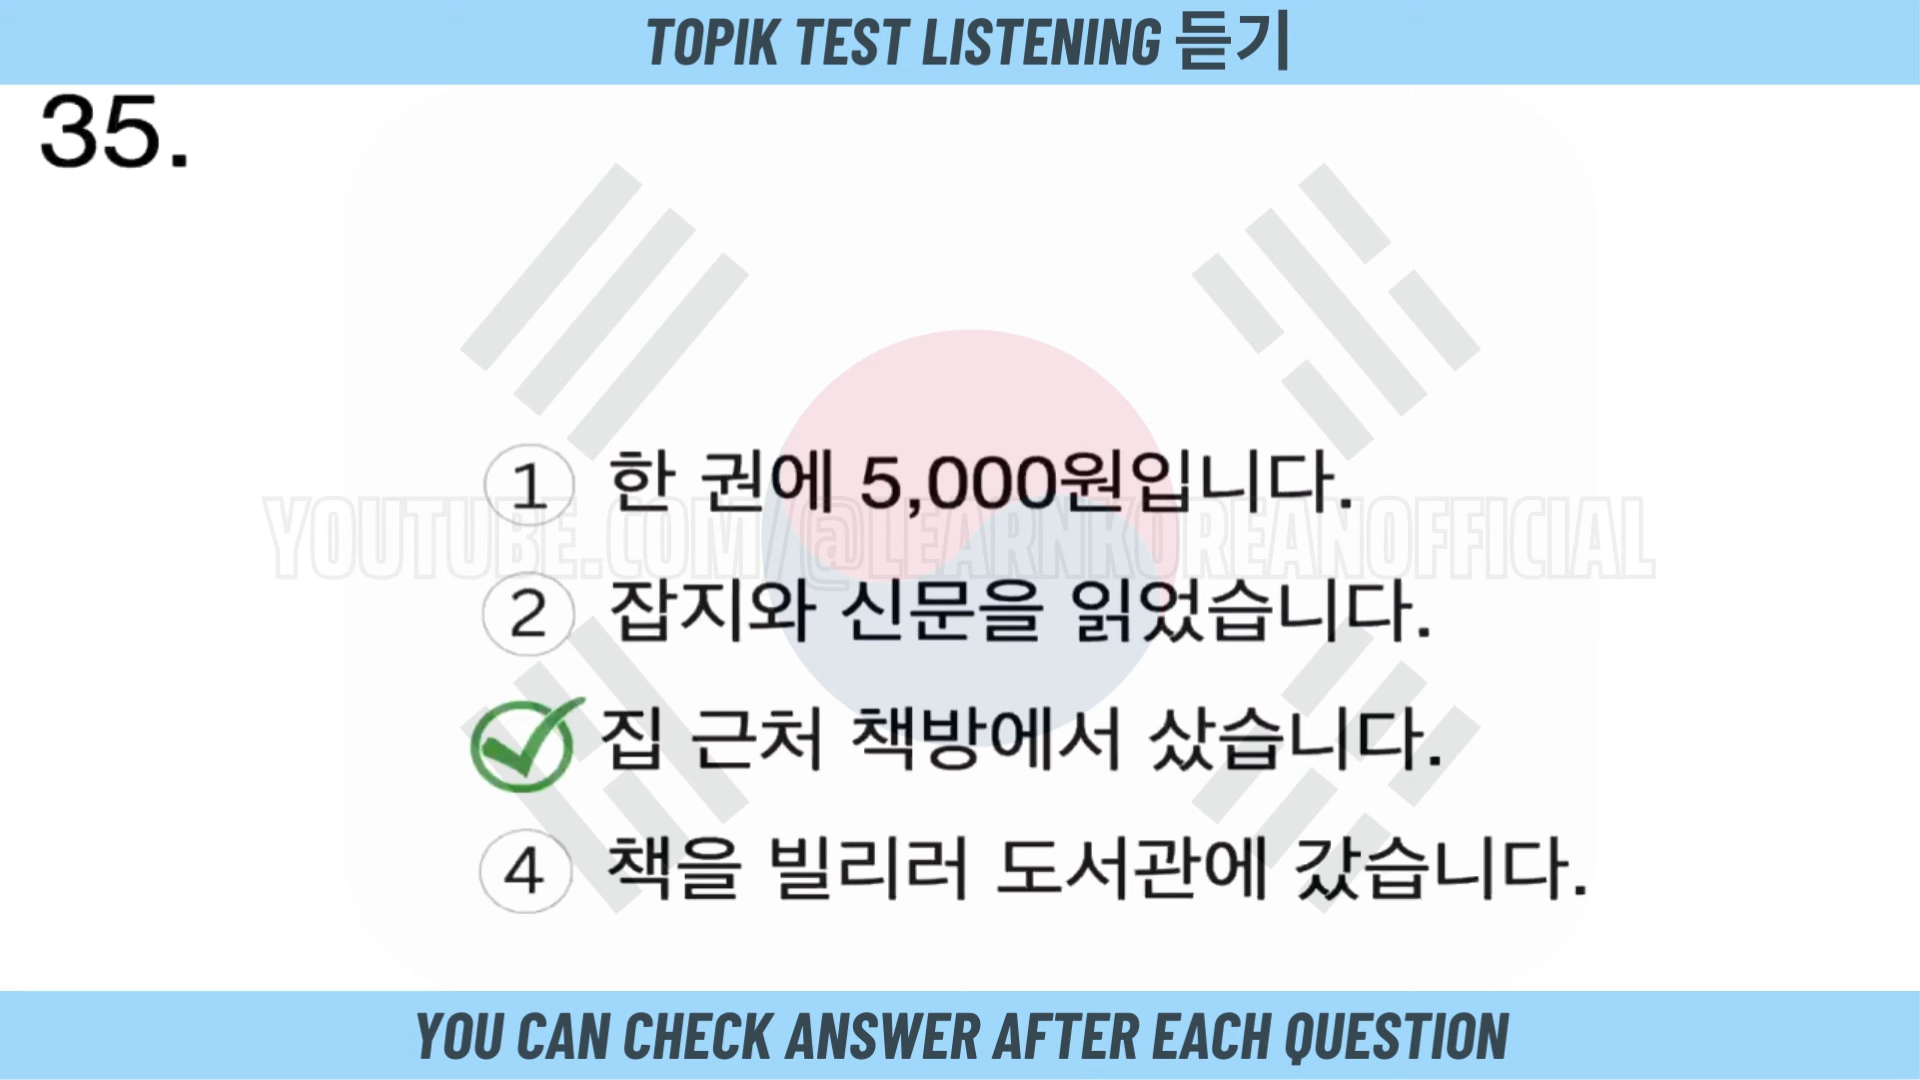 TOPIK TEST LISTENING 듣기
35.
1 한 권에 5,000원입니다.
YOUTUBE.COM/@LEARNKOREANOFFICIAL
2 잡지와 신문을 읽었습니다.
집 근처 책방에서 샀습니다.
4 책을 빌리러 도서관에 갔습니다.
YOU CAN CHECK ANSWER AFTER EACH QUESTION